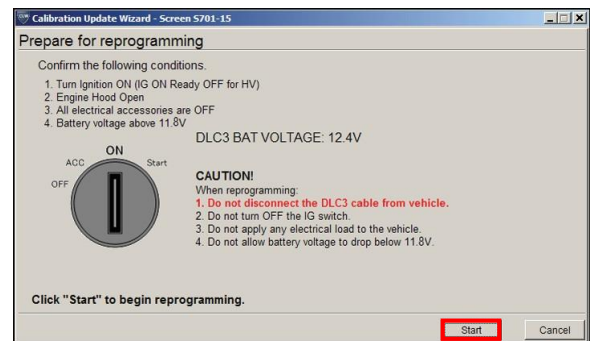 Calibration Update Wizard - Screen S701-15
Prepare for reprogramming
Confirm the following conditions.
1. Turn Ignition ON (IG ON Ready OFF for HV)
2. Engine Hood Open
3. All electrical accessories are OFF
4. Battery voltage above 11.8V
DLC3 BAT VOLTAGE: 12.4V
ON
ACC
Start
OFF
CAUTION!
When reprogramming:
1. Do not disconnect the DLC3 cable from vehicle.
2. Do not turn OFF the IG switch.
3. Do not apply any electrical load to the vehicle.
4. Do not allow battery voltage to drop below 11.8V.
Click "Start" to begin reprogramming.
Start
Cancel